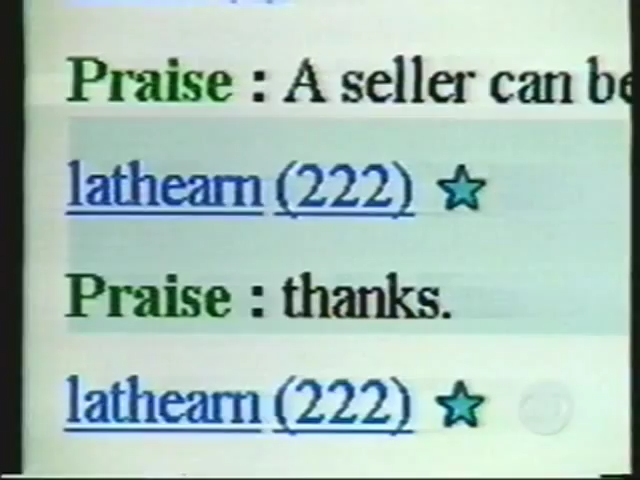 Praise : A seller can be
lathearn (222)
Praise : thanks.
lathearn (222)